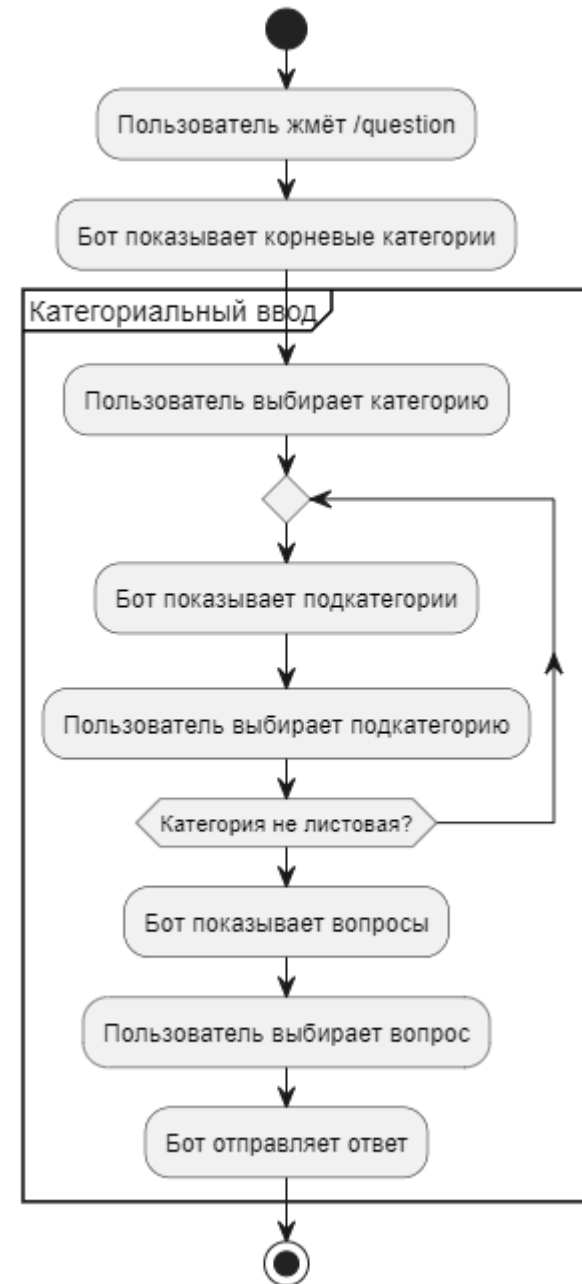 Пользователь жмёт /question
Бот показывает корневые категории
Категориальный ввод
Пользователь выбирает категорию
Бот показывает подкатегории
Пользователь выбирает подкатегорию
Категория не листовая?
Бот показывает вопросы
Пользователь выбирает вопрос
Бот отправляет ответ